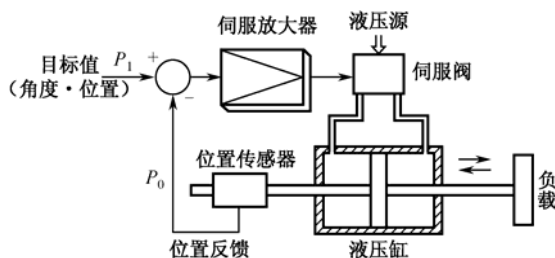 液压源
伺服放大器
目标值 P₁ + −
(角度·位置)
伺服阀
位置传感器
P₀
负载
位置反馈
液压缸